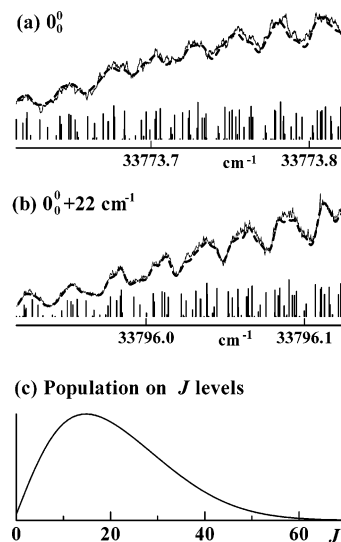 (a) 0⁰₀
33773.7 cm⁻¹ 33773.8
(b) 0⁰₀+22 cm⁻¹
33796.0 cm⁻¹ 33796.1
(c) Population on J levels
0 20 40 60 J